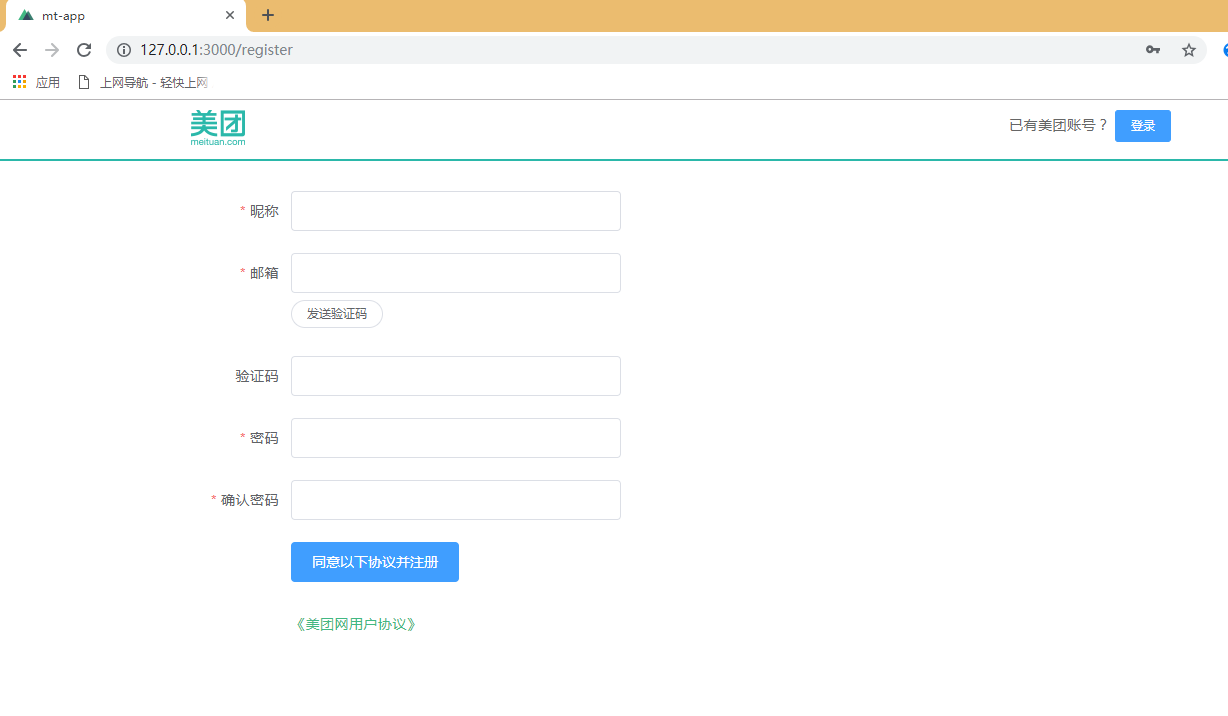 mt-app
127.0.0.1:3000/register
应用
上网导航 - 轻快上网
美团
meituan.com
已有美团账号？
登录
* 昵称
* 邮箱
发送验证码
验证码
* 密码
* 确认密码
同意以下协议并注册
《美团网用户协议》